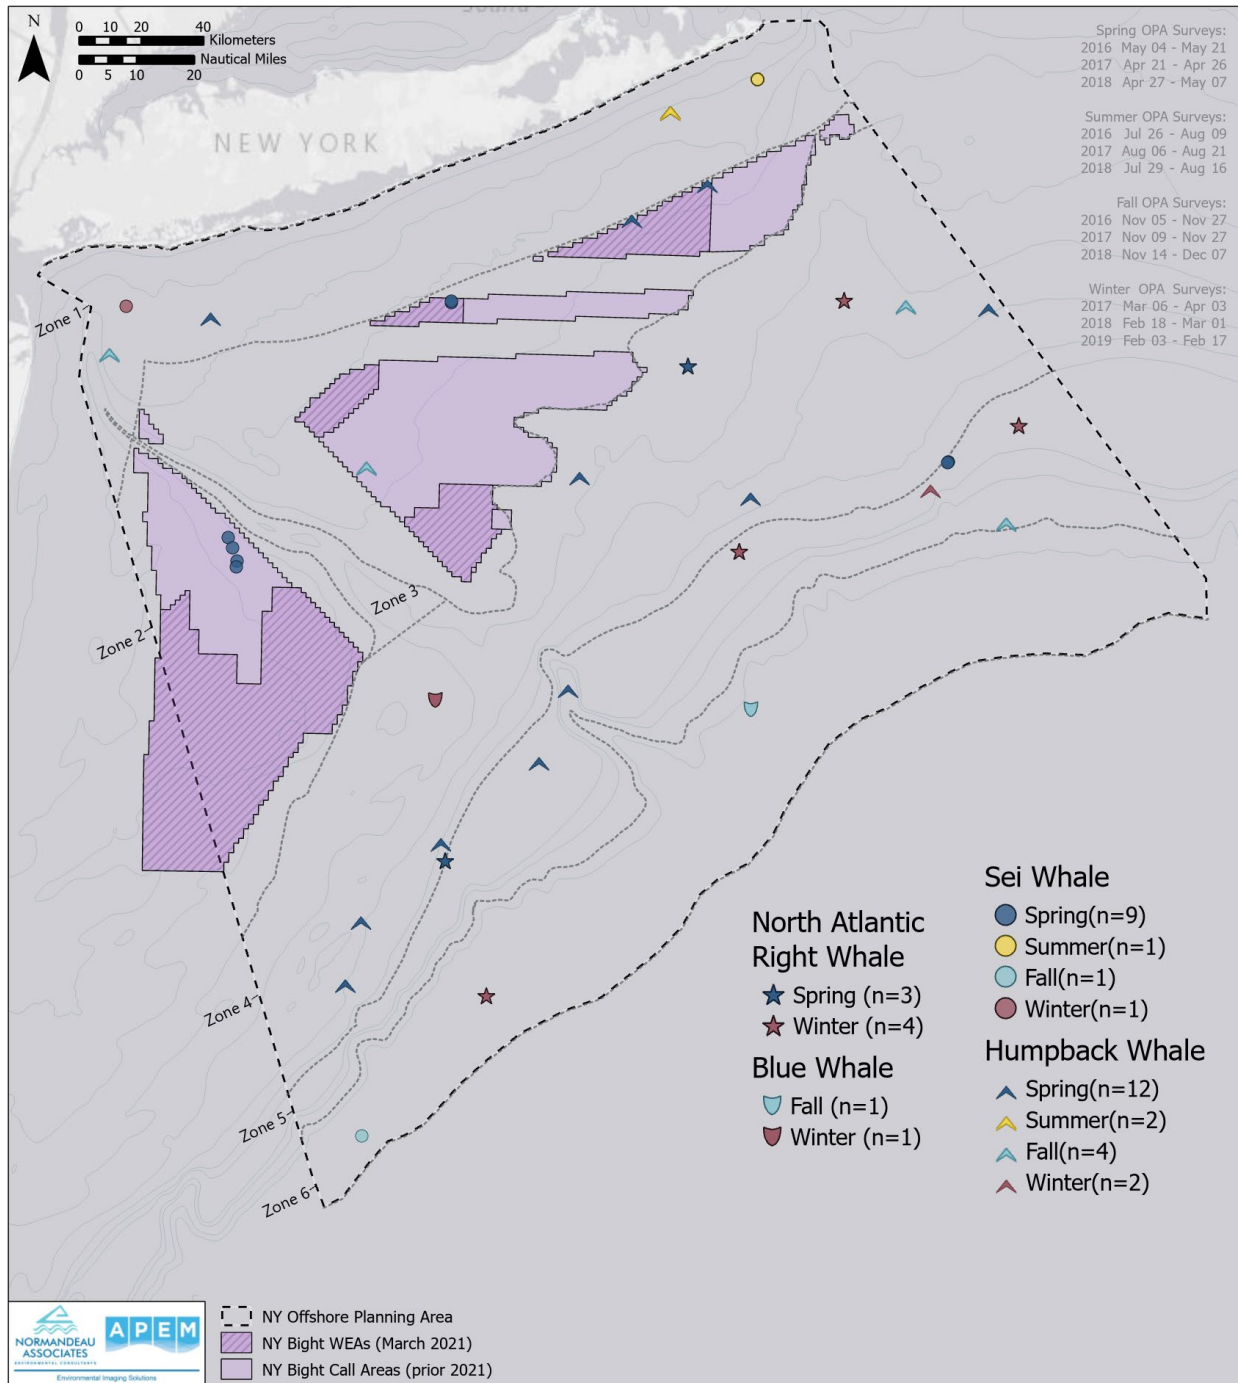 Sound
N
0 10 20 40
Kilometers
Nautical Miles
0 5 10 20
NEW YORK
Spring OPA Surveys:
2016 May 04 - May 21
2017 Apr 21 - Apr 26
2018 Apr 27 - May 07
Summer OPA Surveys:
2016 Jul 26 - Aug 09
2017 Aug 06 - Aug 21
2018 Jul 29 - Aug 16
Fall OPA Surveys:
2016 Nov 05 - Nov 27
2017 Nov 09 - Nov 27
2018 Nov 14 - Dec 07
Winter OPA Surveys:
2017 Mar 06 - Apr 03
2018 Feb 18 - Mar 01
2019 Feb 03 - Feb 17
Zone 1
Zone 2
Zone 3
Zone 4
Zone 5
Zone 6
North Atlantic
Right Whale
Spring (n=3)
Winter (n=4)
Blue Whale
Fall (n=1)
Winter (n=1)
Sei Whale
Spring(n=9)
Summer(n=1)
Fall(n=1)
Winter(n=1)
Humpback Whale
Spring(n=12)
Summer(n=2)
Fall(n=4)
Winter(n=2)
NORMANDEAU
ASSOCIATES
ENVIRONMENTAL CONSULTANTS
APEM
Environmental Imaging Solutions
NY Offshore Planning Area
NY Bight WEAs (March 2021)
NY Bight Call Areas (prior 2021)